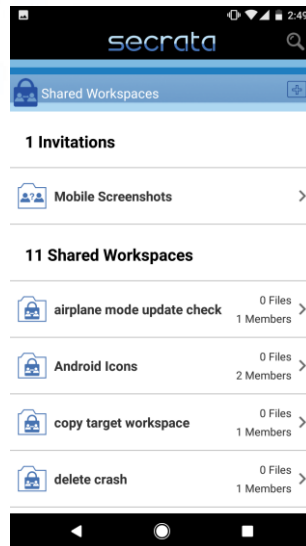 2:49
secrata
Shared Workspaces
1 Invitations
Mobile Screenshots
11 Shared Workspaces
airplane mode update check
0 Files
1 Members
Android Icons
0 Files
2 Members
copy target workspace
0 Files
1 Members
delete crash
0 Files
1 Members